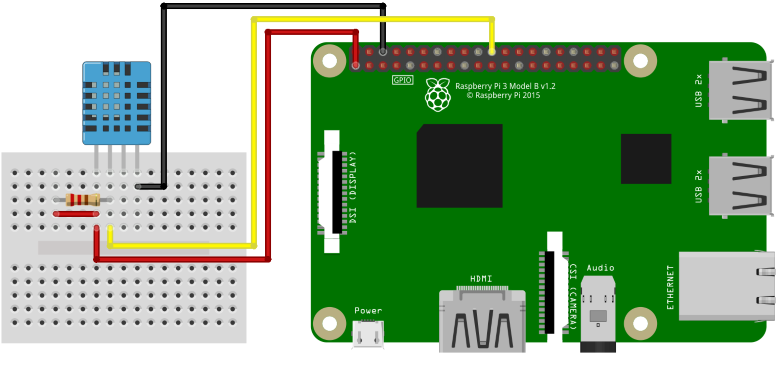 GPIO
Raspberry Pi 3 Model B v1.2
© Raspberry Pi 2015
USB 2x
DSI (DISPLAY)
USB 2x
HDMI
CSI (CAMERA)
Audio
ETHERNET
Power